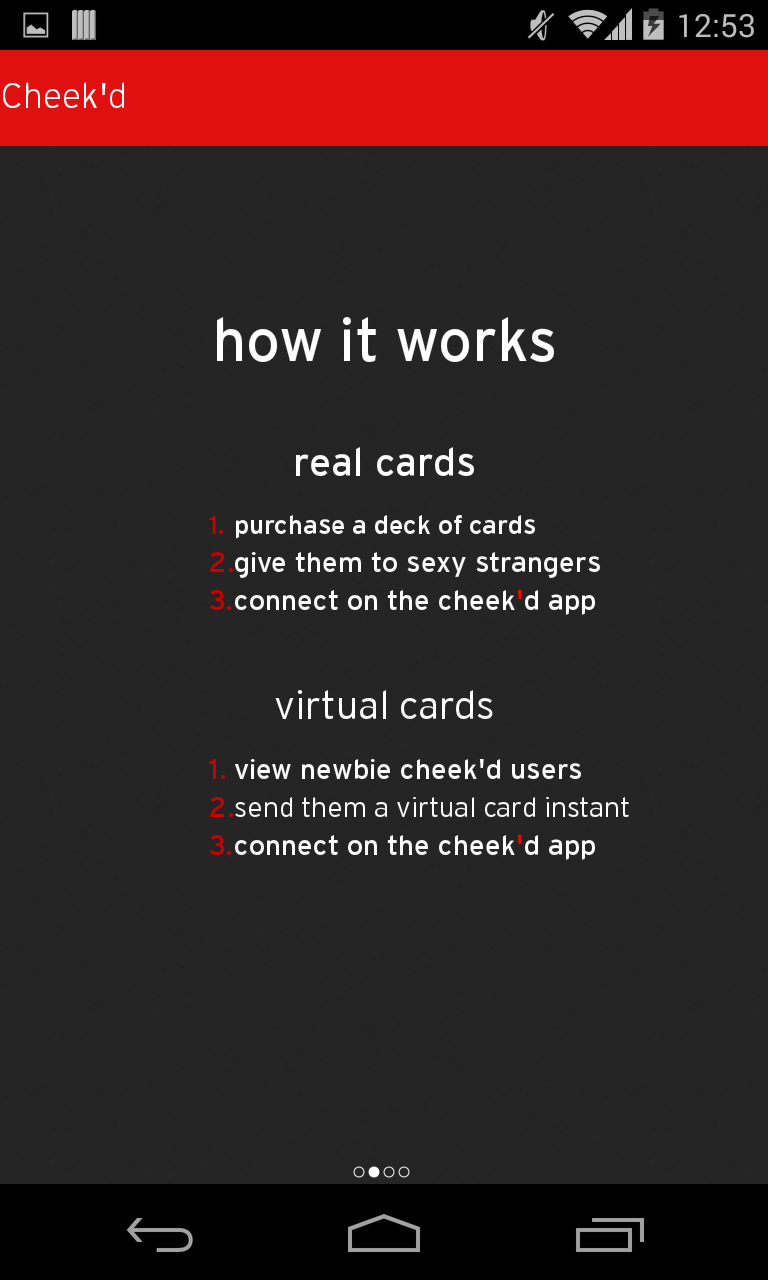 12:53
Cheek'd
how it works
real cards
1. purchase a deck of cards
2.give them to sexy strangers
3.connect on the cheek'd app
virtual cards
1. view newbie cheek'd users
2.send them a virtual card instant
3.connect on the cheek'd app